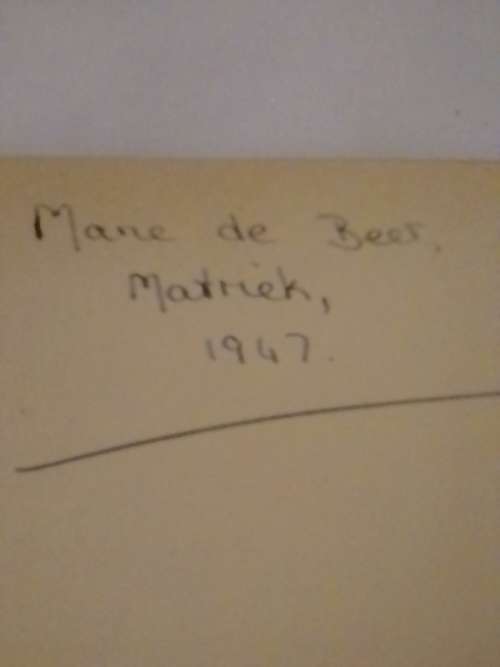 Marie de Beer,
Matriek,
1947.